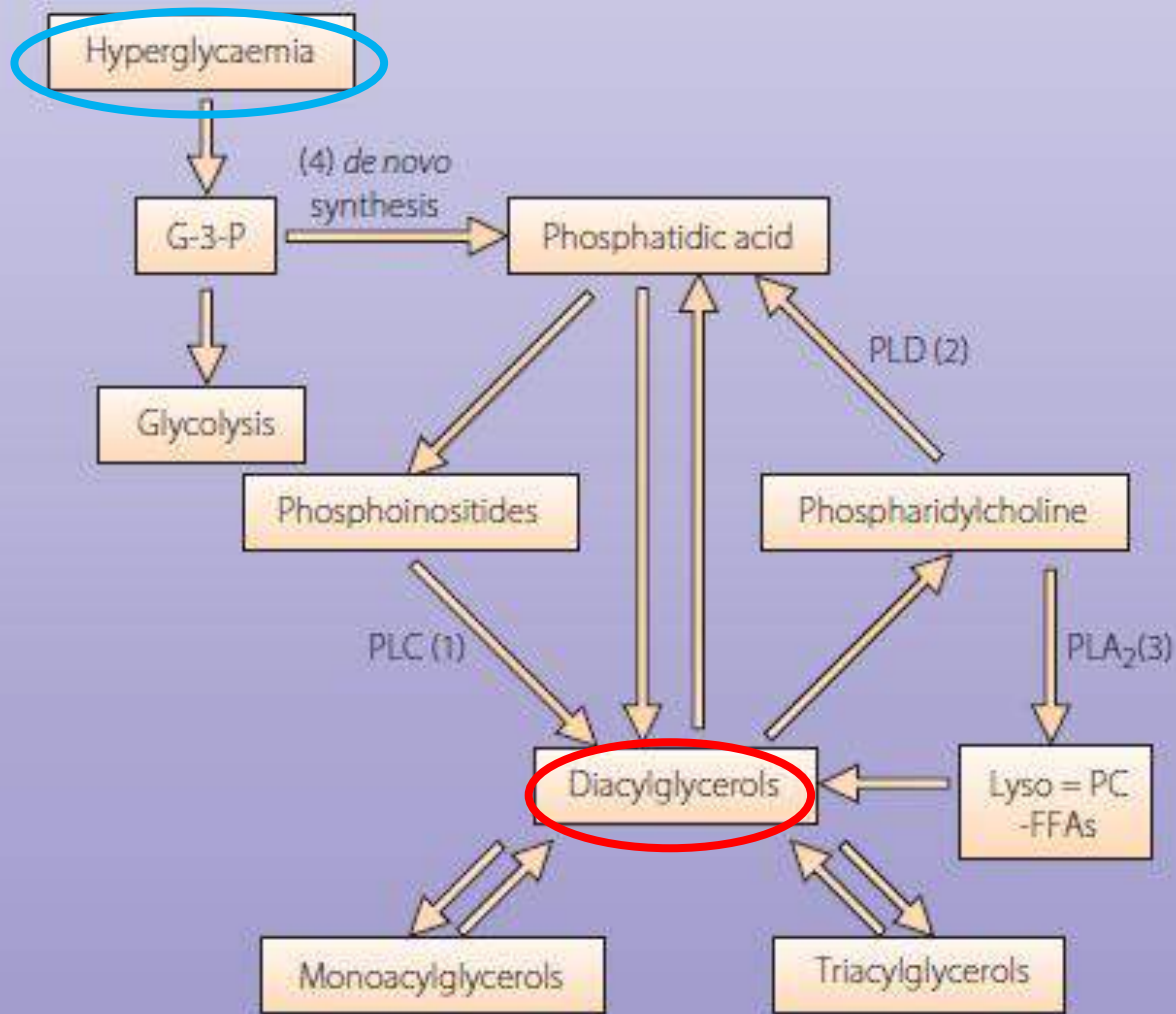 Hyperglycaemia
(4) de novo
synthesis
G-3-P
Phosphatidic acid
PLD (2)
Glycolysis
Phosphoinositides
Phospharidylcholine
PLC (1)
PLA₂(3)
Diacylglycerols
Lyso = PC
-FFAs
Monoacylglycerols
Triacylglycerols